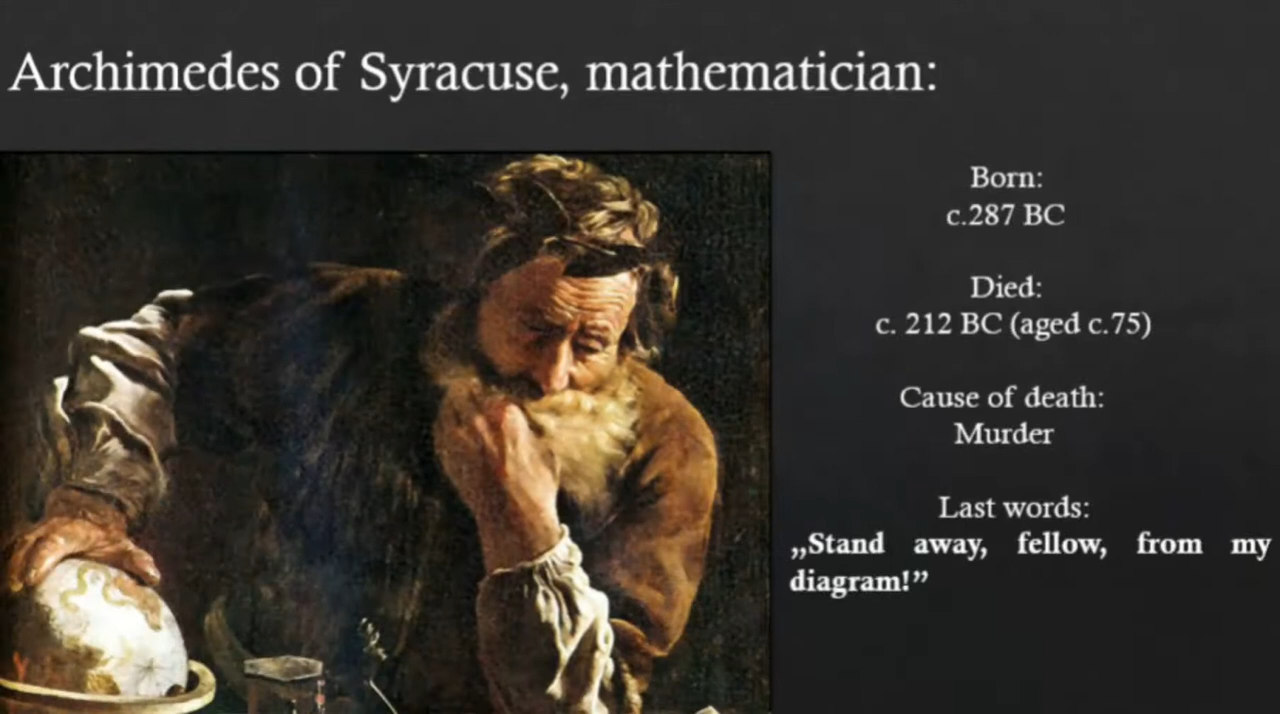 Archimedes of Syracuse, mathematician:
Born:
c.287 BC
Died:
c. 212 BC (aged c.75)
Cause of death:
Murder
Last words:
„Stand away, fellow, from my
diagram!”